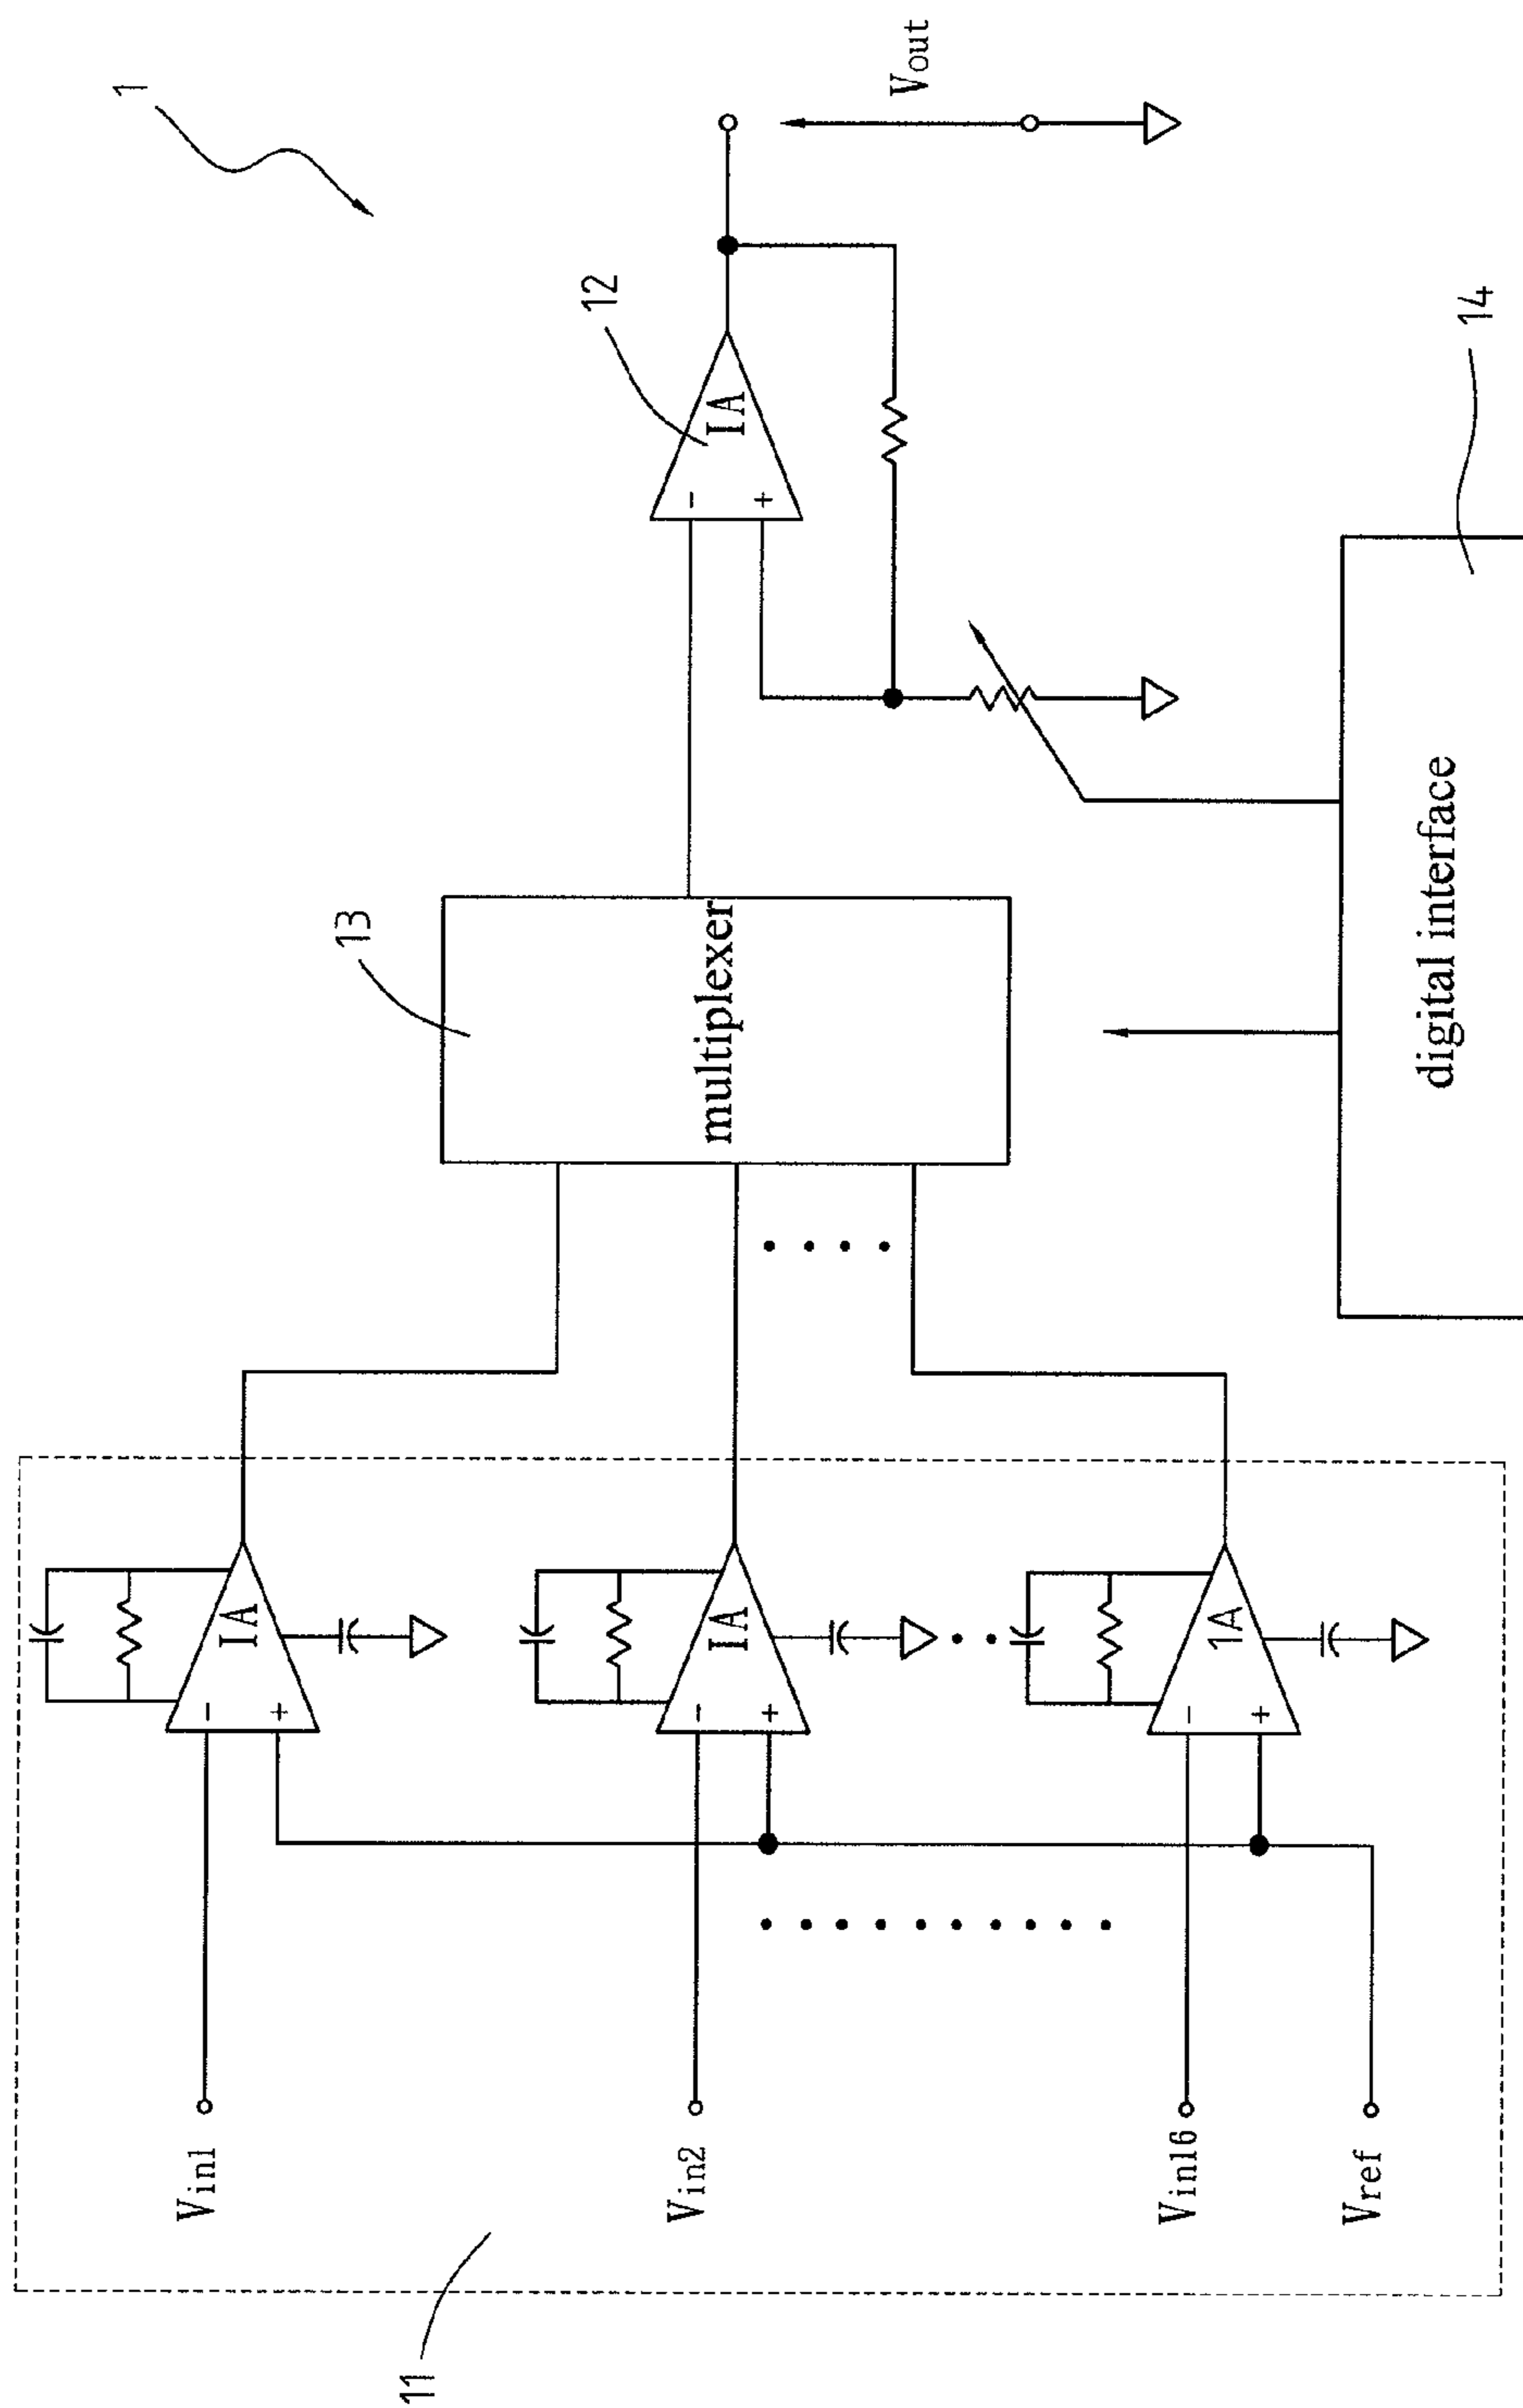 1
11
Vin1
Vin2
Vin16
Vref
-
+
IA
-
+
IA
-
+
1A
13
multiplexer
12
-
+
IA
Vout
14
digital interface